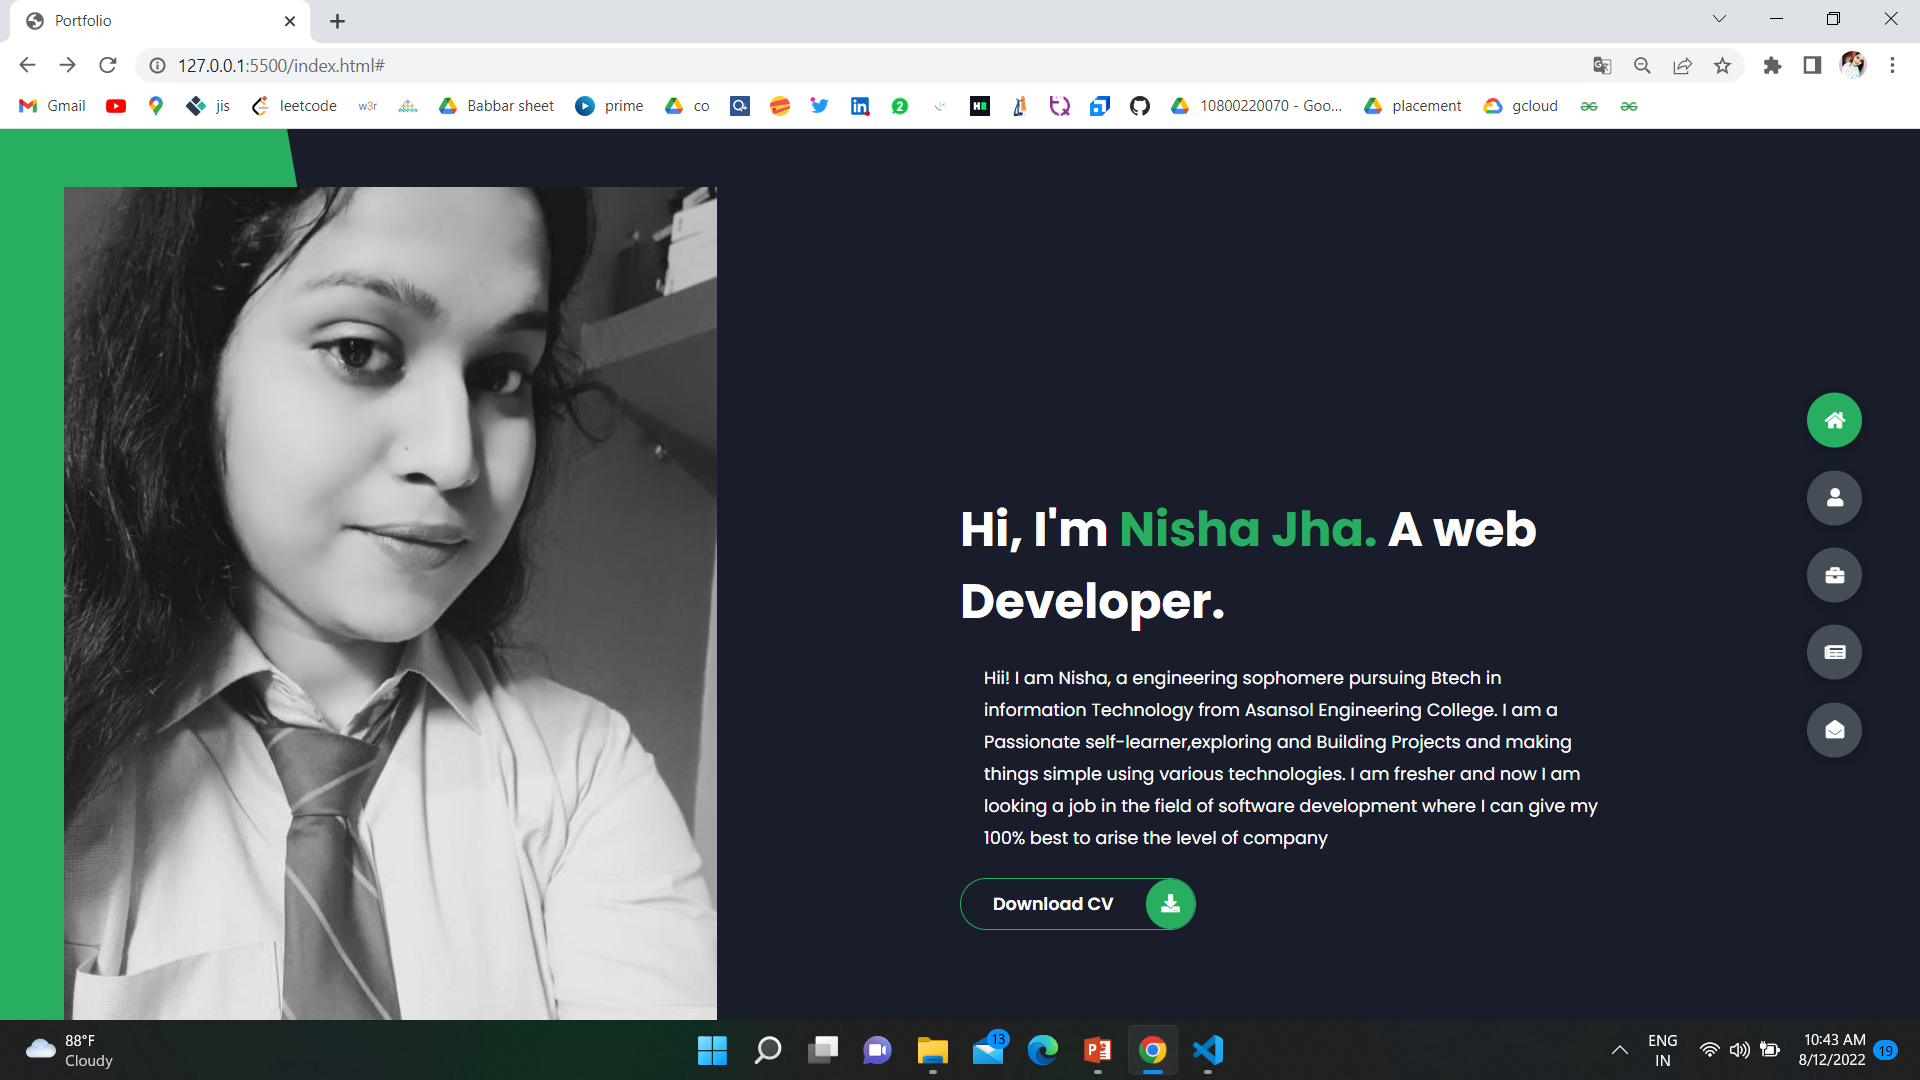 Portfolio
127.0.0.1:5500/index.html#
Gmail
jis
leetcode
w3r
Babbar sheet
prime
co
10800220070 - Goo...
placement
gcloud
Hi, I'm Nisha Jha. A web
Developer.
Hii! I am Nisha, a engineering sophomere pursuing Btech in
information Technology from Asansol Engineering College. I am a
Passionate self-learner,exploring and Building Projects and making
things simple using various technologies. I am fresher and now I am
looking a job in the field of software development where I can give my
100% best to arise the level of company
Download CV
88°F
Cloudy
13
ENG
IN
10:43 AM
8/12/2022
19